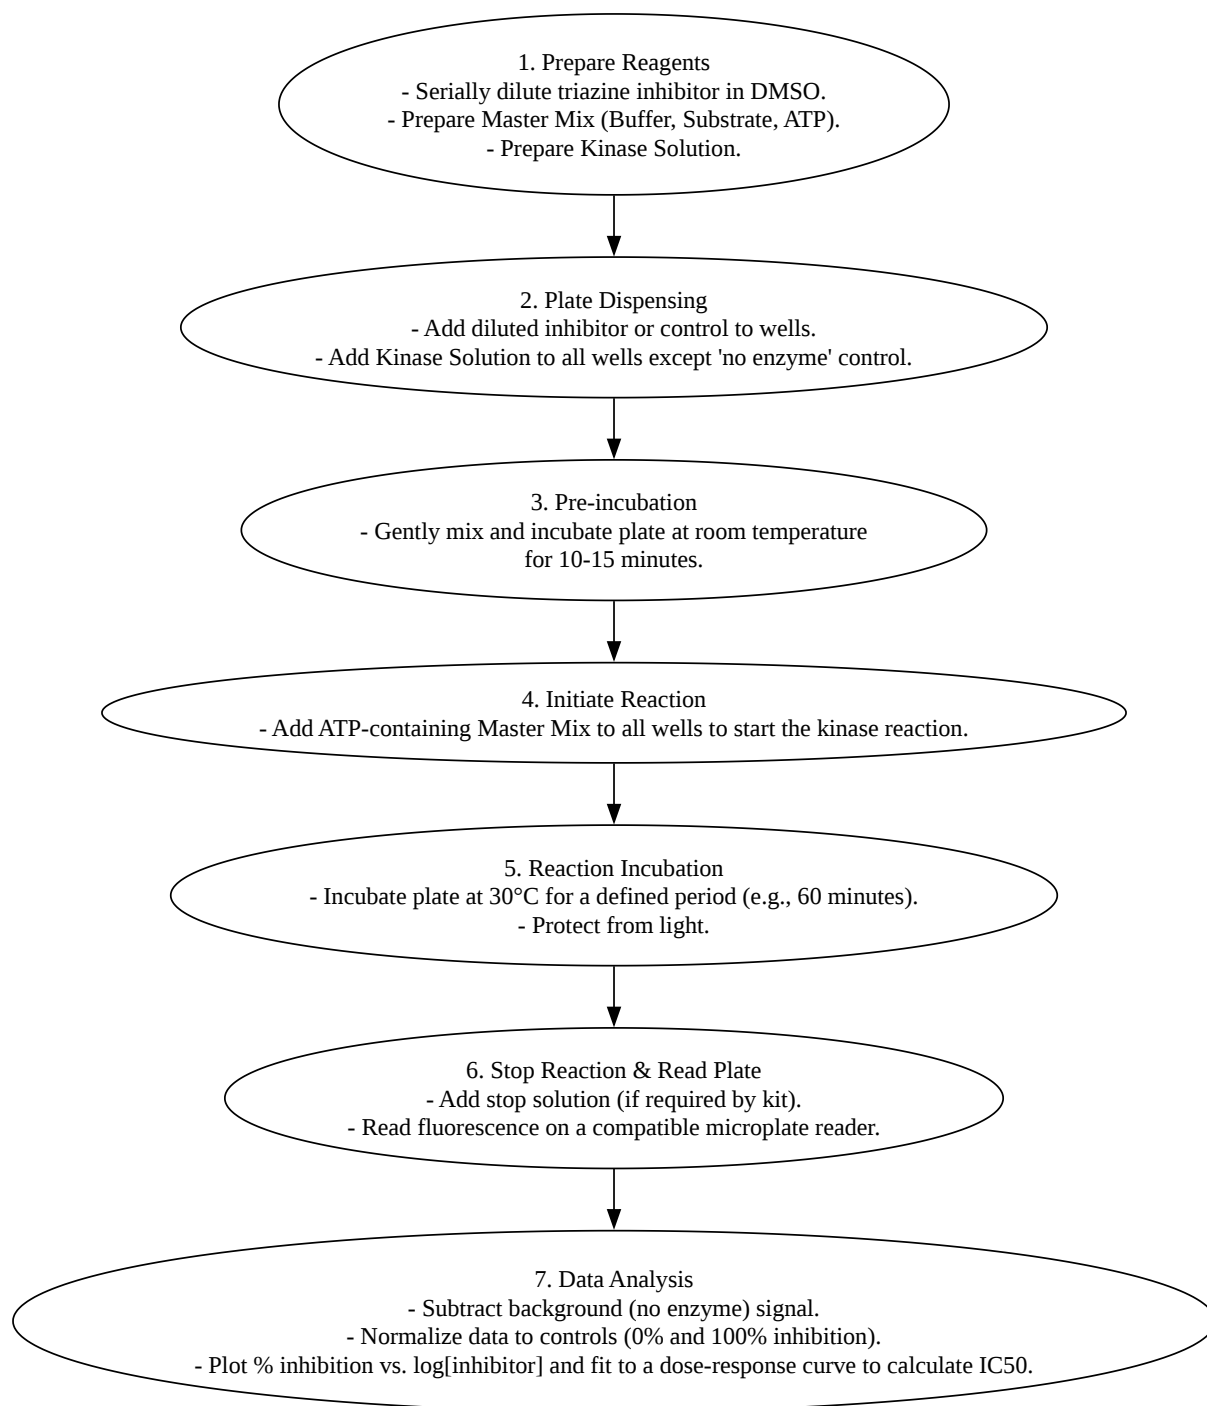 1. Prepare Reagents
- Serially dilute triazine inhibitor in DMSO.
- Prepare Master Mix (Buffer, Substrate, ATP).
- Prepare Kinase Solution.
2. Plate Dispensing
- Add diluted inhibitor or control to wells.
- Add Kinase Solution to all wells except 'no enzyme' control.
3. Pre-incubation
- Gently mix and incubate plate at room temperature
for 10-15 minutes.
4. Initiate Reaction
- Add ATP-containing Master Mix to all wells to start the kinase reaction.
5. Reaction Incubation
- Incubate plate at 30°C for a defined period (e.g., 60 minutes).
- Protect from light.
6. Stop Reaction & Read Plate
- Add stop solution (if required by kit).
- Read fluorescence on a compatible microplate reader.
7. Data Analysis
- Subtract background (no enzyme) signal.
- Normalize data to controls (0% and 100% inhibition).
- Plot % inhibition vs. log[inhibitor] and fit to a dose-response curve to calculate IC50.